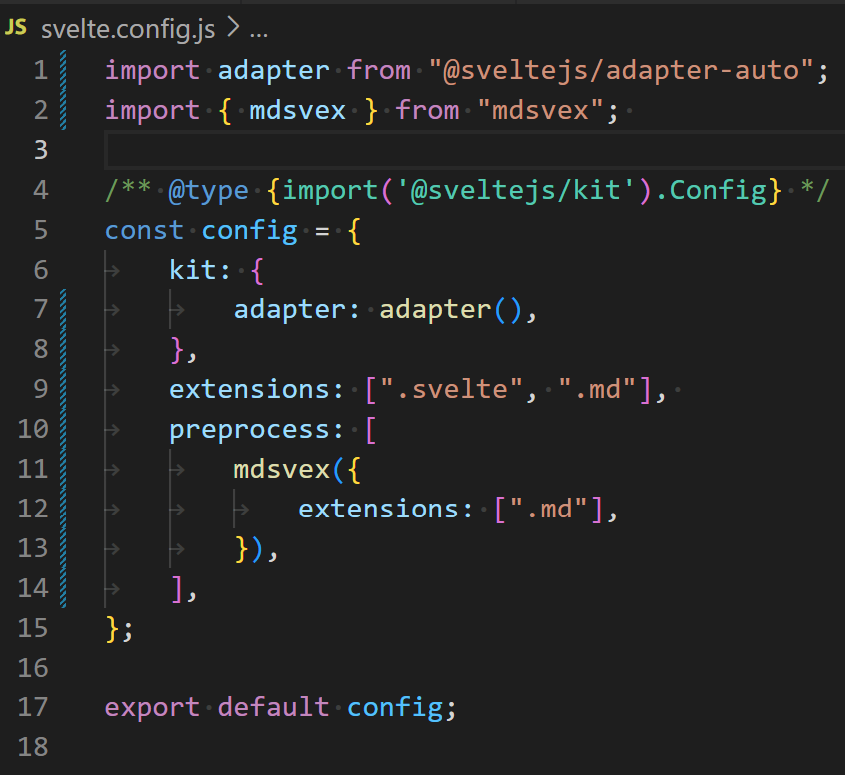 JS svelte.config.js > ...
1 import adapter from "@sveltejs/adapter-auto";
2 import { mdsvex } from "mdsvex";
3
4 /** @type {import('@sveltejs/kit').Config} */
5 const config = {
6 kit: {
7 adapter: adapter(),
8 },
9 extensions: [".svelte", ".md"],
10 preprocess: [
11 mdsvex({
12 extensions: [".md"],
13 }),
14 ],
15 };
16
17 export default config;
18